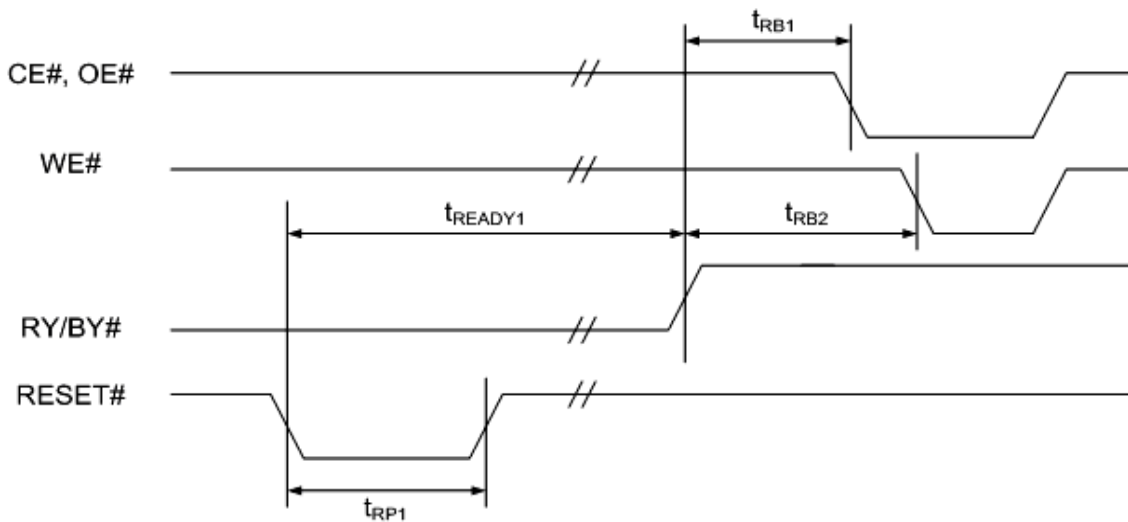 tRB1
CE#, OE#
WE#
tREADY1
tRB2
RY/BY#
RESET#
tRP1